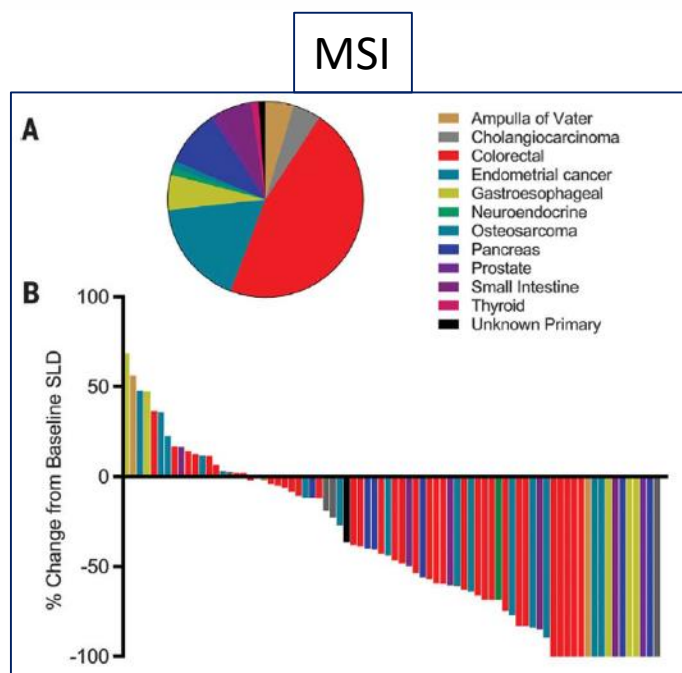 MSI
A
Ampulla of Vater
Cholangiocarcinoma
Colorectal
Endometrial cancer
Gastroesophageal
Neuroendocrine
Osteosarcoma
Pancreas
Prostate
Small Intestine
Thyroid
Unknown Primary
B
100
50
0
-50
-100
% Change from Baseline SLD